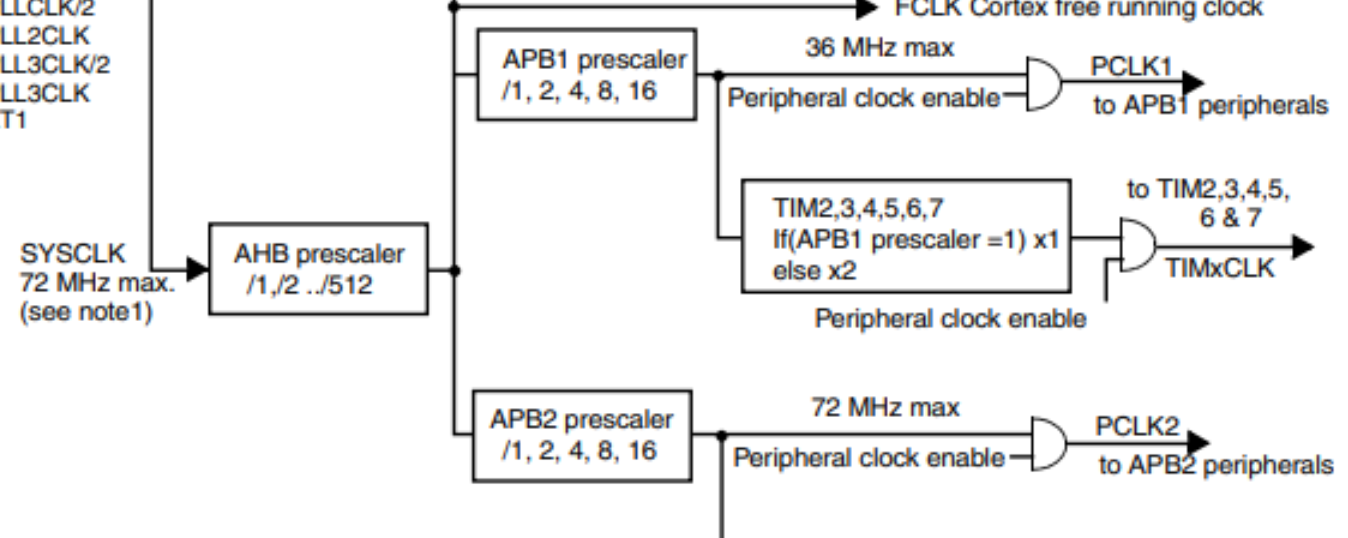 LLCLK/2
LL2CLK
LL3CLK/2
LL3CLK
T1
FCLK Cortex free running clock
APB1 prescaler
/1, 2, 4, 8, 16
36 MHz max
Peripheral clock enable
PCLK1
to APB1 peripherals
TIM2,3,4,5,6,7
If(APB1 prescaler =1) x1
else x2
to TIM2,3,4,5,
6 & 7
TIMxCLK
Peripheral clock enable
SYSCLK
72 MHz max.
(see note1)
AHB prescaler
/1,/2 ../512
APB2 prescaler
/1, 2, 4, 8, 16
72 MHz max
Peripheral clock enable
PCLK2
to APB2 peripherals